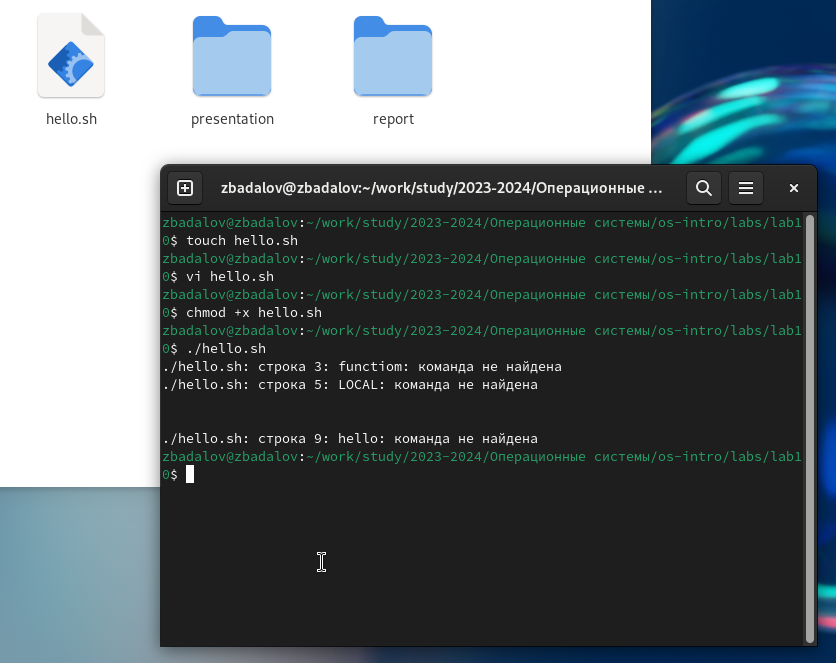 hello.sh
presentation
report
zbadalov@zbadalov:~/work/study/2023-2024/Операционные ...
zbadalov@zbadalov:~/work/study/2023-2024/Операционные системы/os-intro/labs/lab1
0$ touch hello.sh
zbadalov@zbadalov:~/work/study/2023-2024/Операционные системы/os-intro/labs/lab1
0$ vi hello.sh
zbadalov@zbadalov:~/work/study/2023-2024/Операционные системы/os-intro/labs/lab1
0$ chmod +x hello.sh
zbadalov@zbadalov:~/work/study/2023-2024/Операционные системы/os-intro/labs/lab1
0$ ./hello.sh
./hello.sh: строка 3: functiom: команда не найдена
./hello.sh: строка 5: LOCAL: команда не найдена
./hello.sh: строка 9: hello: команда не найдена
zbadalov@zbadalov:~/work/study/2023-2024/Операционные системы/os-intro/labs/lab1
0$